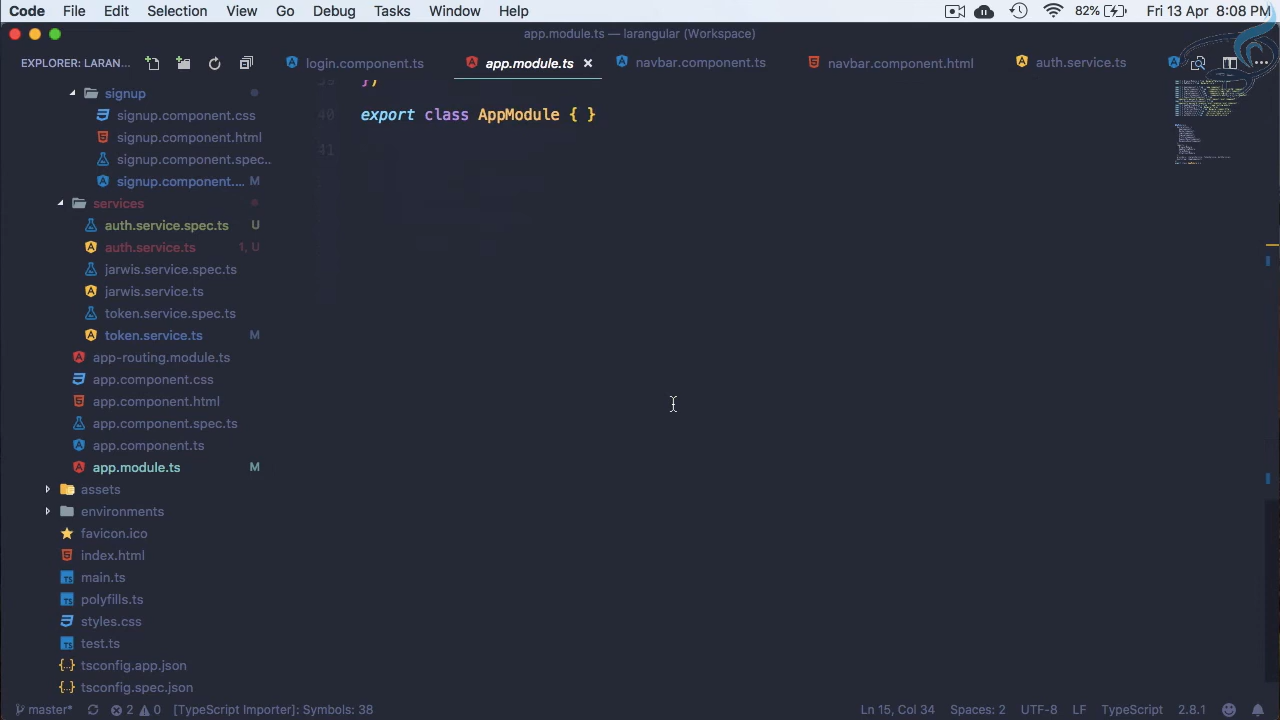 Code File Edit Selection View Go Debug Tasks Window Help 82% Fri 13 Apr 8:08 PM
app.module.ts — larangular (Workspace)
EXPLORER: LARAN... login.component.ts app.module.ts navbar.component.ts navbar.component.html auth.service.ts
signup
signup.component.css
signup.component.html
signup.component.spec..
signup.component.... M
services
auth.service.spec.ts U
auth.service.ts 1, U
jarwis.service.spec.ts
jarwis.service.ts
token.service.spec.ts
token.service.ts M
app-routing.module.ts
app.component.css
app.component.html
app.component.spec.ts
app.component.ts
app.module.ts M
assets
environments
favicon.ico
index.html
main.ts
polyfills.ts
styles.css
test.ts
tsconfig.app.json
tsconfig.spec.json
39 })
40 export class AppModule { }
41
master* 2 0 [TypeScript Importer]: Symbols: 38 Ln 15, Col 34 Spaces: 2 UTF-8 LF TypeScript 2.8.1